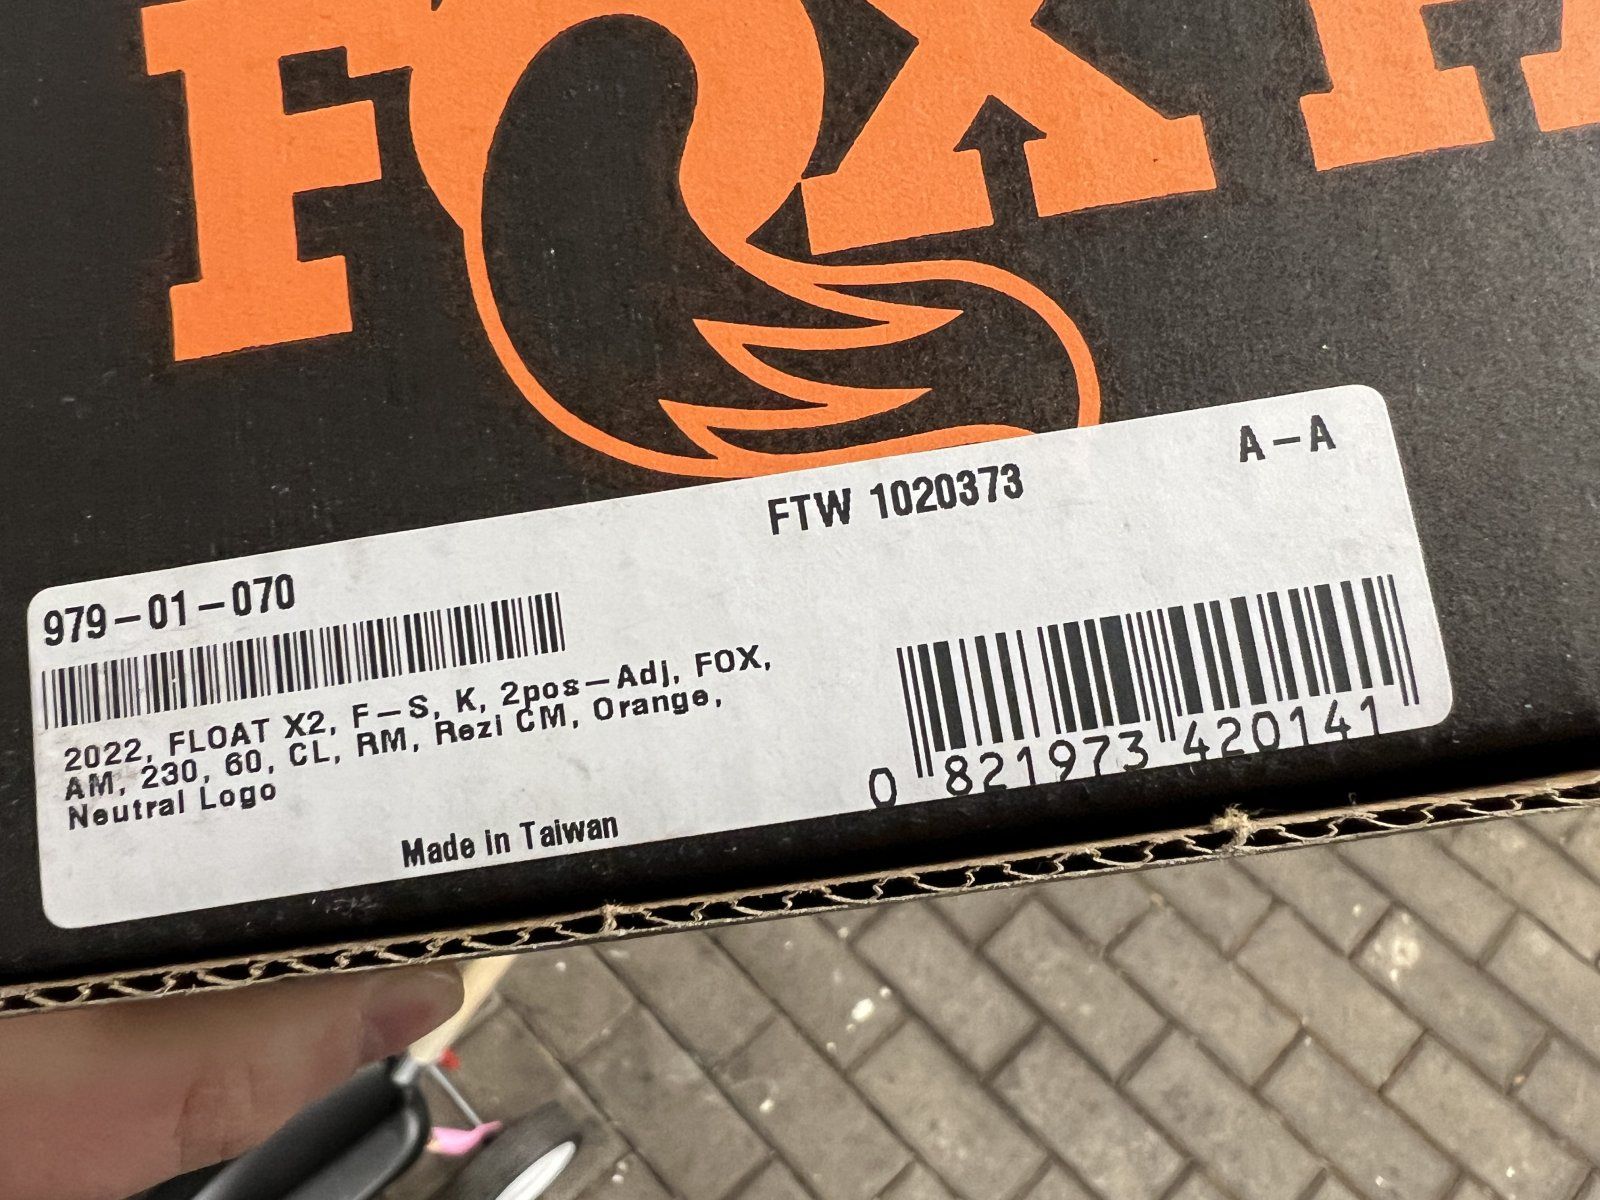 FOX
FTW 1020373
A-A
979-01-070
2022, FLOAT X2, F-S, K, 2pos-Adj, FOX,
AM, 230, 60, CL, RM, Rezi CM, Orange,
Neutral Logo
Made in Taiwan
0 821973 420141